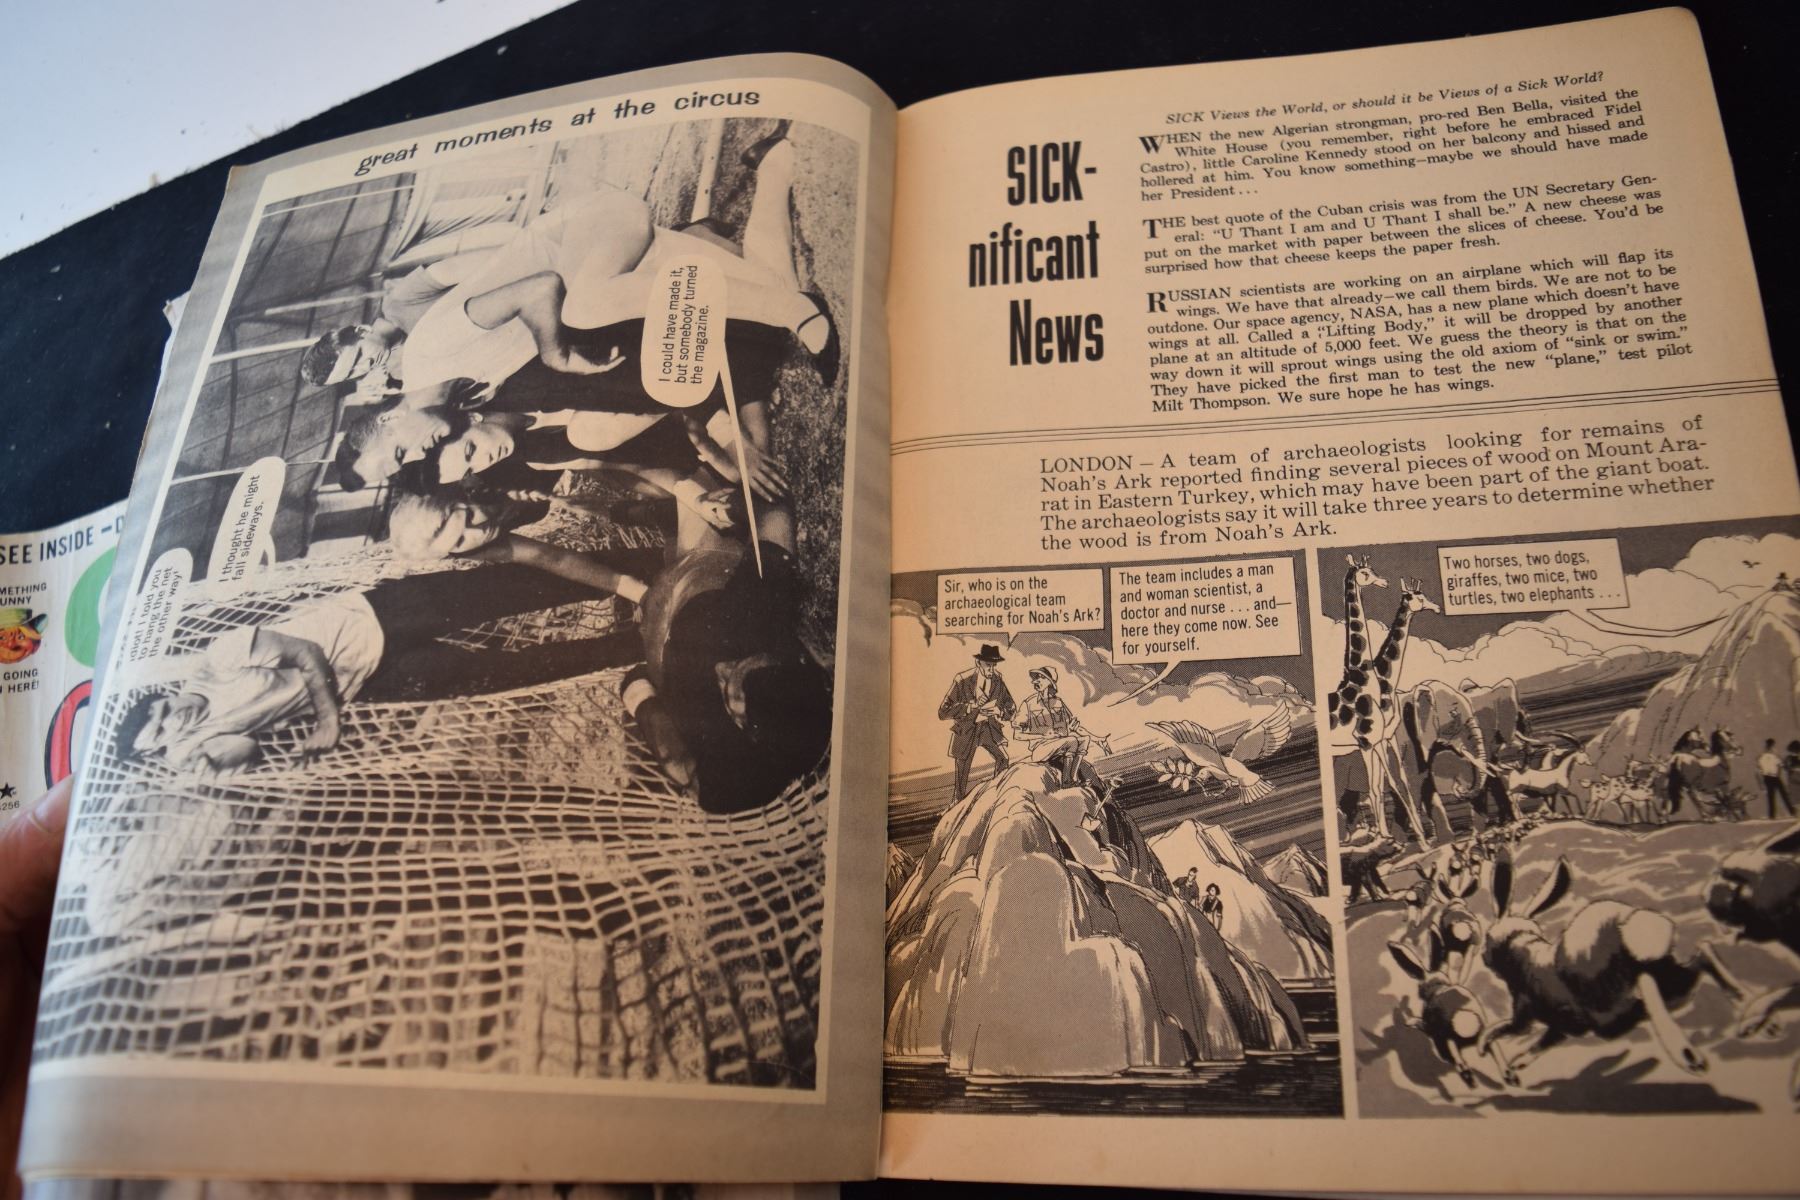 great moments at the circus
I could have made it,
but somebody turned
the magazine.
I thought he might
fall sideways.
Idiot! I told you
to hang the net
the other way!
SEE INSIDE –
GOING
HERE!
SICK-
nificant
News
SICK Views the World, or should it be Views of a Sick World?
WHEN the new Algerian strongman, pro-red Ben Bella, visited the
White House (you remember, right before he embraced Fidel
Castro), little Caroline Kennedy stood on her balcony and hissed and
hollered at him. You know something—maybe we should have made
her President . . .
THE best quote of the Cuban crisis was from the UN Secretary Gen-
eral: “U Thant I am and U Thant I shall be.” A new cheese was
put on the market with paper between the slices of cheese. You’d be
surprised how that cheese keeps the paper fresh.
RUSSIAN scientists are working on an airplane which will flap its
wings. We have that already—we call them birds. We are not to be
outdone. Our space agency, NASA, has a new plane which doesn’t have
wings at all. Called a “Lifting Body,” it will be dropped by another
plane at an altitude of 5,000 feet. We guess the theory is that on the
way down it will sprout wings using the old axiom of “sink or swim.”
They have picked the first man to test the new “plane,” test pilot
Milt Thompson. We sure hope he has wings.
LONDON – A team of archaeologists looking for remains of
Noah’s Ark reported finding several pieces of wood on Mount Ara-
rat in Eastern Turkey, which may have been part of the giant boat.
The archaeologists say it will take three years to determine whether
the wood is from Noah’s Ark.
Sir, who is on the
archaeological team
searching for Noah’s Ark?
The team includes a man
and woman scientist, a
doctor and nurse . . . and—
here they come now. See
for yourself.
Two horses, two dogs,
giraffes, two mice, two
turtles, two elephants . . .